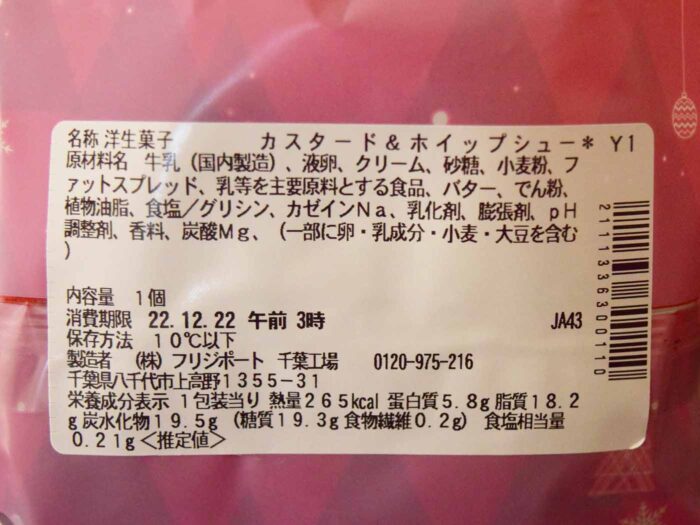 名称 洋生菓子 カスタード＆ホイップシュー＊ Y1
原材料名 牛乳（国内製造）、液卵、クリーム、砂糖、小麦粉、フ
ァットスプレッド、乳等を主要原料とする食品、バター、でん粉、
植物油脂、食塩／グリシン、カゼインNa、乳化剤、膨張剤、pH
調整剤、香料、炭酸Mg、（一部に卵・乳成分・小麦・大豆を含む
）
内容量 1個
消費期限 22.12.22 午前 3時 JA43
保存方法 10℃以下
製造者 （株）フリジポート 千葉工場 0120-975-216
千葉県八千代市上高野1355-31
栄養成分表示 1包装当り 熱量265kcal 蛋白質5.8g 脂質18.2
g 炭水化物19.5g （糖質19.3g 食物繊維0.2g） 食塩相当量
0.21g＜推定値＞
2111336300110